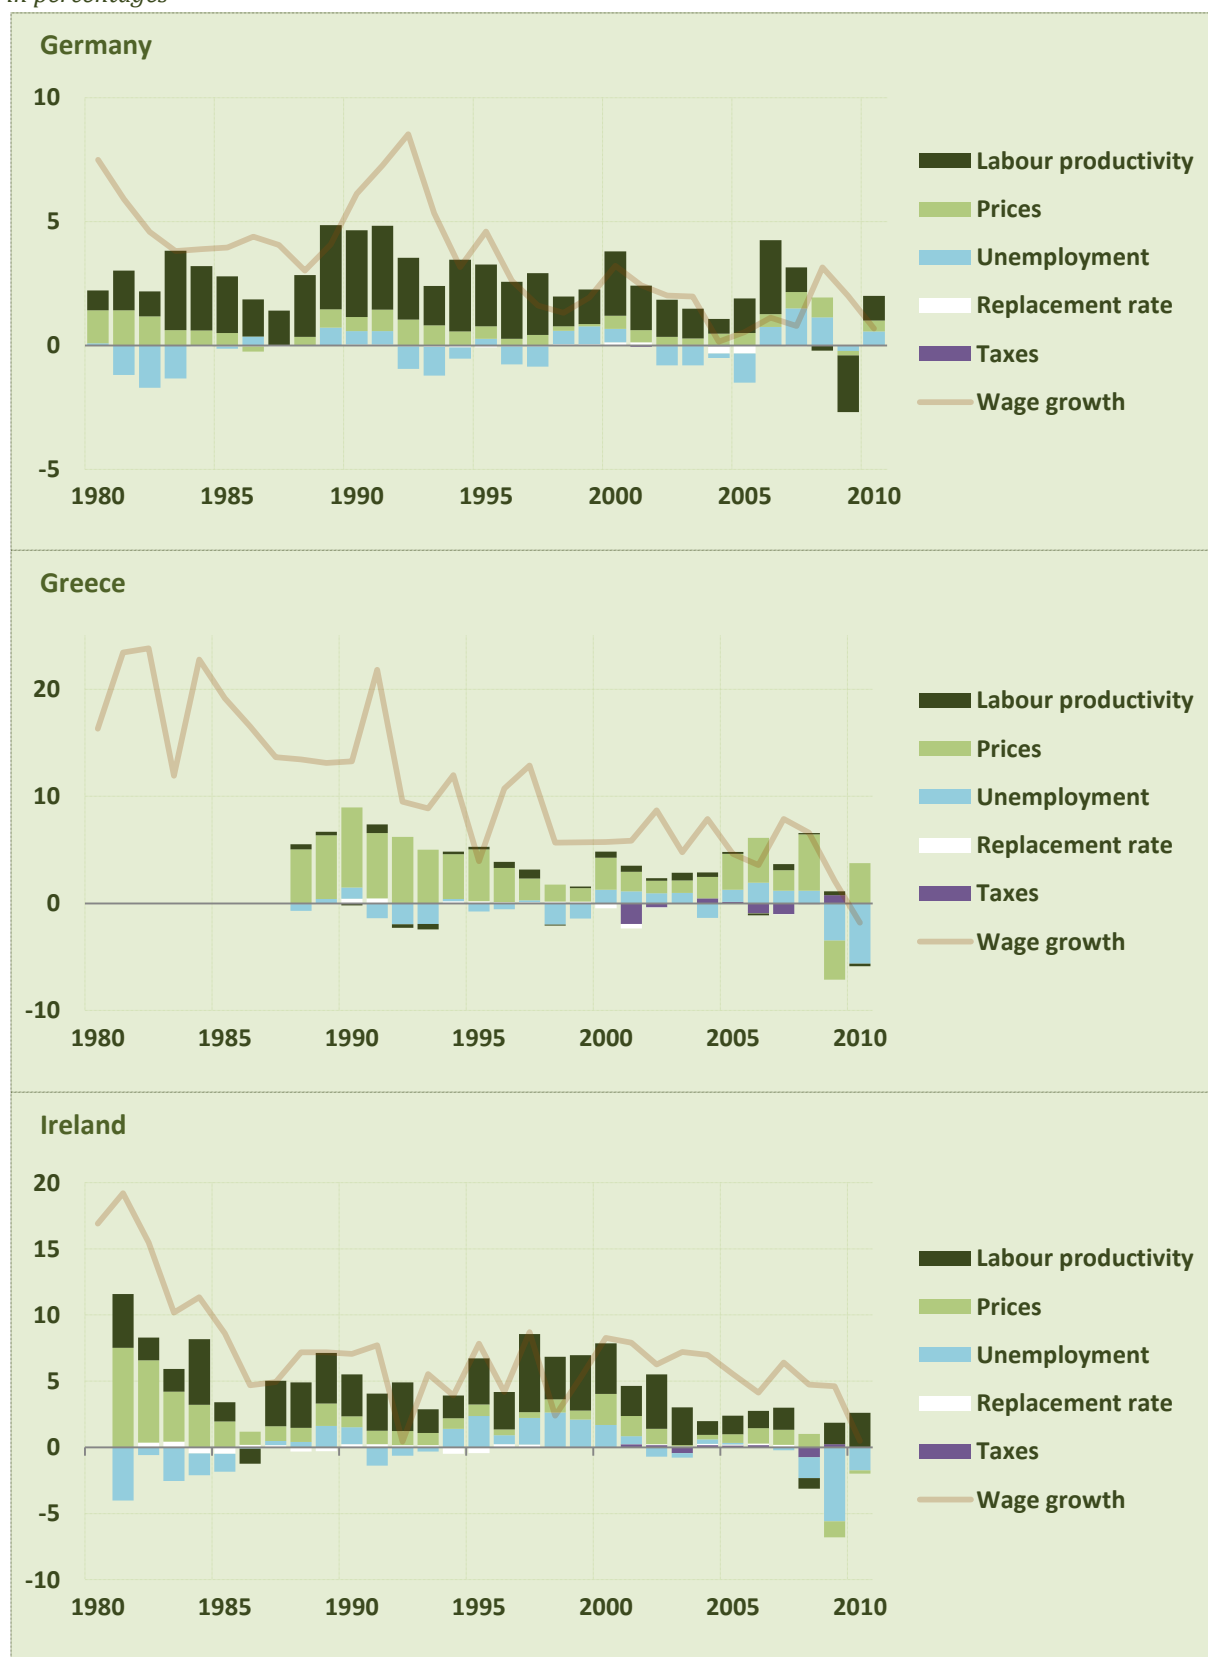 in percentages
Germany
10
5
0
-5
1980 1985 1990 1995 2000 2005 2010
Labour productivity
Prices
Unemployment
Replacement rate
Taxes
Wage growth
Greece
20
10
0
-10
1980 1985 1990 1995 2000 2005 2010
Labour productivity
Prices
Unemployment
Replacement rate
Taxes
Wage growth
Ireland
20
15
10
5
0
-5
-10
1980 1985 1990 1995 2000 2005 2010
Labour productivity
Prices
Unemployment
Replacement rate
Taxes
Wage growth